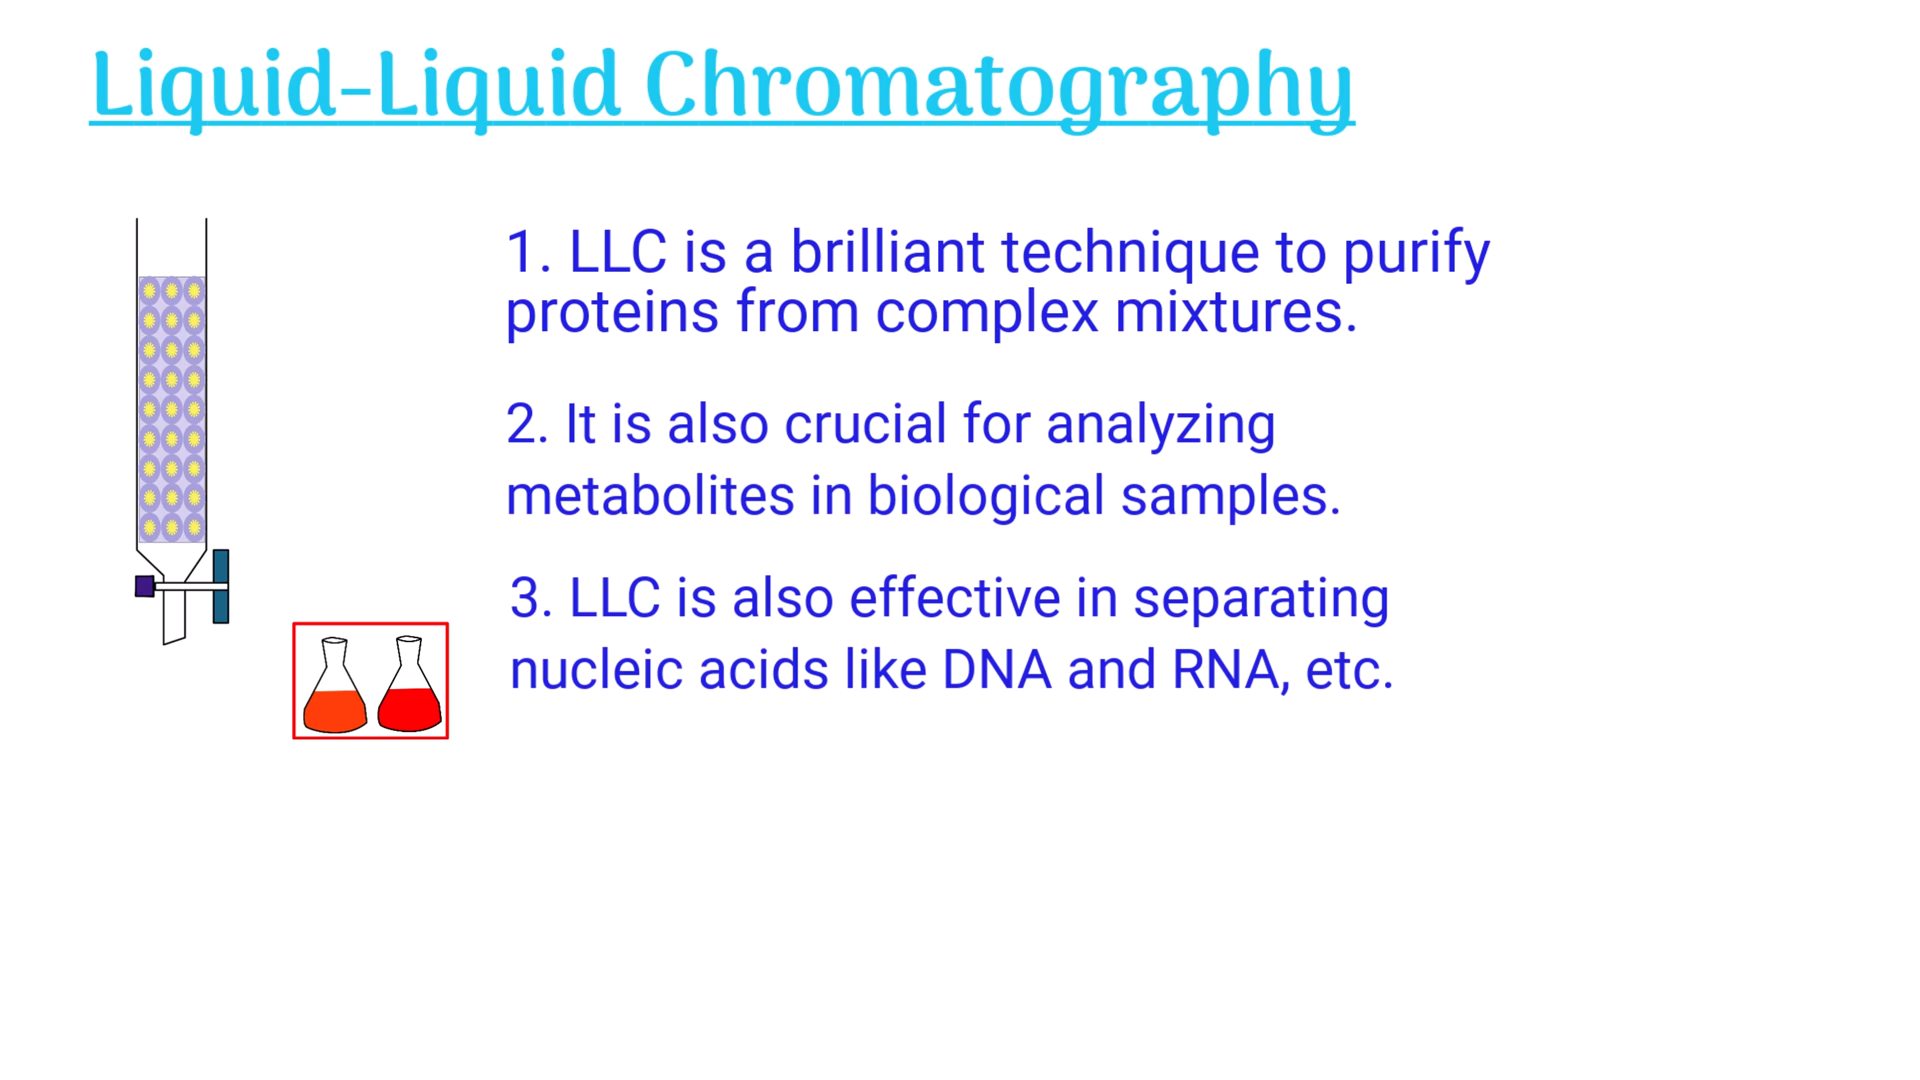 Liquid-Liquid Chromatography
1. LLC is a brilliant technique to purify
proteins from complex mixtures.
2. It is also crucial for analyzing
metabolites in biological samples.
3. LLC is also effective in separating
nucleic acids like DNA and RNA, etc.